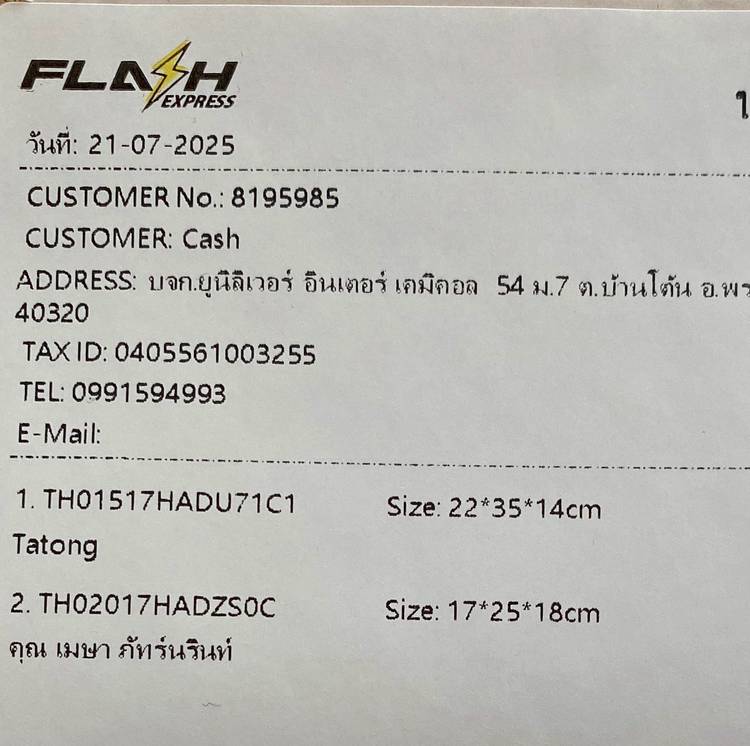 FLASH
EXPRESS
วันที่: 21-07-2025
CUSTOMER No.: 8195985
CUSTOMER: Cash
ADDRESS: บจก.ยูนิลิเวอร์ อินเตอร์ เคมิคอล 54 ม.7 ต.บ้านโต้น อ.พร
40320
TAX ID: 0405561003255
TEL: 0991594993
E-Mail:
1. TH01517HADU71C1 Size: 22*35*14cm
Tatong
2. TH02017HADZS0C Size: 17*25*18cm
คุณ เมษา ภัทร์นรินท์